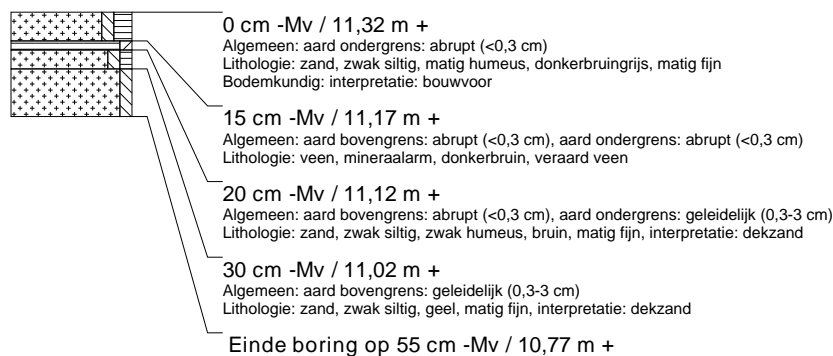 0 cm -Mv / 11,32 m +
Algemeen: aard ondergrens: abrupt (<0,3 cm)
Lithologie: zand, zwak siltig, matig humeus, donkerbruingrijs, matig fijn
Bodemkundig: interpretatie: bouwvoor
15 cm -Mv / 11,17 m +
Algemeen: aard bovengrens: abrupt (<0,3 cm), aard ondergrens: abrupt (<0,3 cm)
Lithologie: veen, mineraalarm, donkerbruin, veraard veen
20 cm -Mv / 11,12 m +
Algemeen: aard bovengrens: abrupt (<0,3 cm), aard ondergrens: geleidelijk (0,3-3 cm)
Lithologie: zand, zwak siltig, zwak humeus, bruin, matig fijn, interpretatie: dekzand
30 cm -Mv / 11,02 m +
Algemeen: aard bovengrens: geleidelijk (0,3-3 cm)
Lithologie: zand, zwak siltig, geel, matig fijn, interpretatie: dekzand
Einde boring op 55 cm -Mv / 10,77 m +